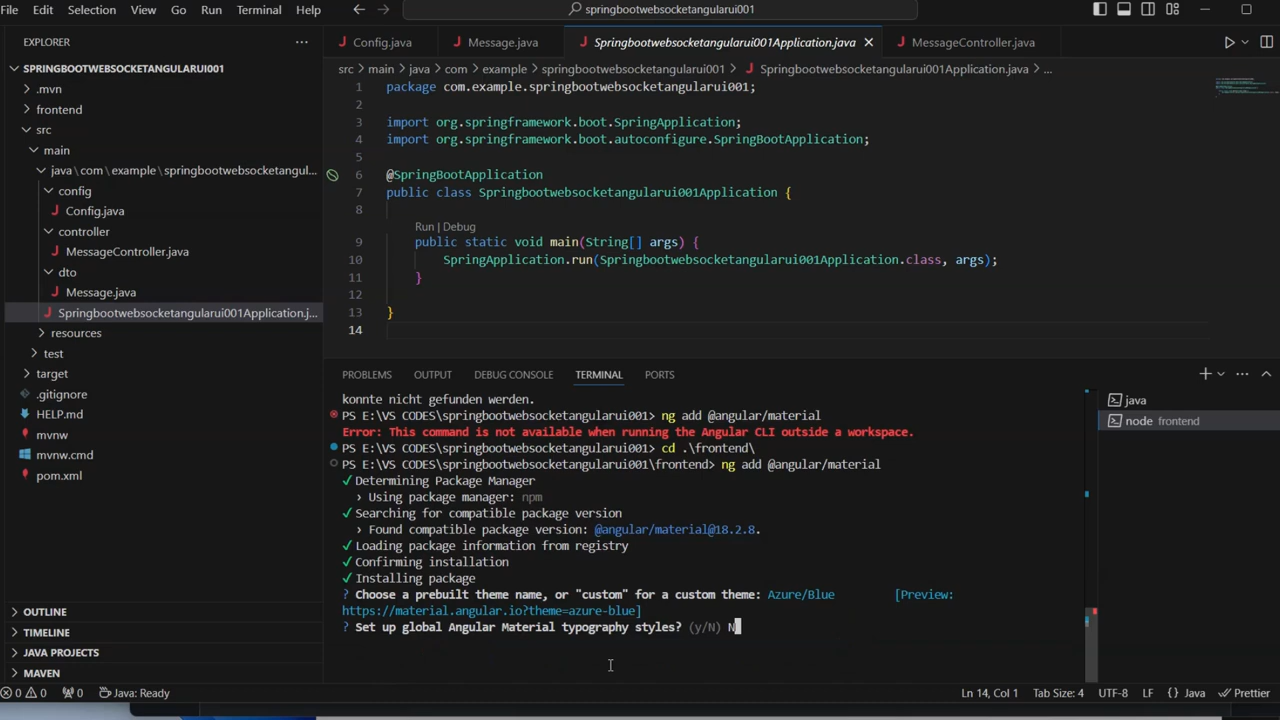 File Edit Selection View Go Run Terminal Help springbootwebsocketangularui001
EXPLORER
SPRINGBOOTWEBSOCKETANGULARUI001
.mvn
frontend
src
main
java\com\example\springbootwebsocketangul...
config
Config.java
controller
MessageController.java
dto
Message.java
Springbootwebsocketangularui001Application.j...
resources
test
target
.gitignore
HELP.md
mvnw
mvnw.cmd
pom.xml
OUTLINE
TIMELINE
JAVA PROJECTS
MAVEN
Config.java Message.java Springbootwebsocketangularui001Application.java MessageController.java
src > main > java > com > example > springbootwebsocketangularui001 > Springbootwebsocketangularui001Application.java > ...
1 package com.example.springbootwebsocketangularui001;
2
3 import org.springframework.boot.SpringApplication;
4 import org.springframework.boot.autoconfigure.SpringBootApplication;
5
6 @SpringBootApplication
7 public class Springbootwebsocketangularui001Application {
8
Run | Debug
9 public static void main(String[] args) {
10 SpringApplication.run(Springbootwebsocketangularui001Application.class, args);
11 }
12
13 }
14
PROBLEMS OUTPUT DEBUG CONSOLE TERMINAL PORTS
konnte nicht gefunden werden.
PS E:\VS CODES\springbootwebsocketangularui001> ng add @angular/material
Error: This command is not available when running the Angular CLI outside a workspace.
PS E:\VS CODES\springbootwebsocketangularui001> cd .\frontend\
PS E:\VS CODES\springbootwebsocketangularui001\frontend> ng add @angular/material
✓ Determining Package Manager
› Using package manager: npm
✓ Searching for compatible package version
› Found compatible package version: @angular/material@18.2.8.
✓ Loading package information from registry
✓ Confirming installation
✓ Installing package
? Choose a prebuilt theme name, or "custom" for a custom theme: Azure/Blue [Preview:
https://material.angular.io?theme=azure-blue]
? Set up global Angular Material typography styles? (y/N) N
java
node frontend
0 0 0 Java: Ready Ln 14, Col 1 Tab Size: 4 UTF-8 LF {} Java Prettier